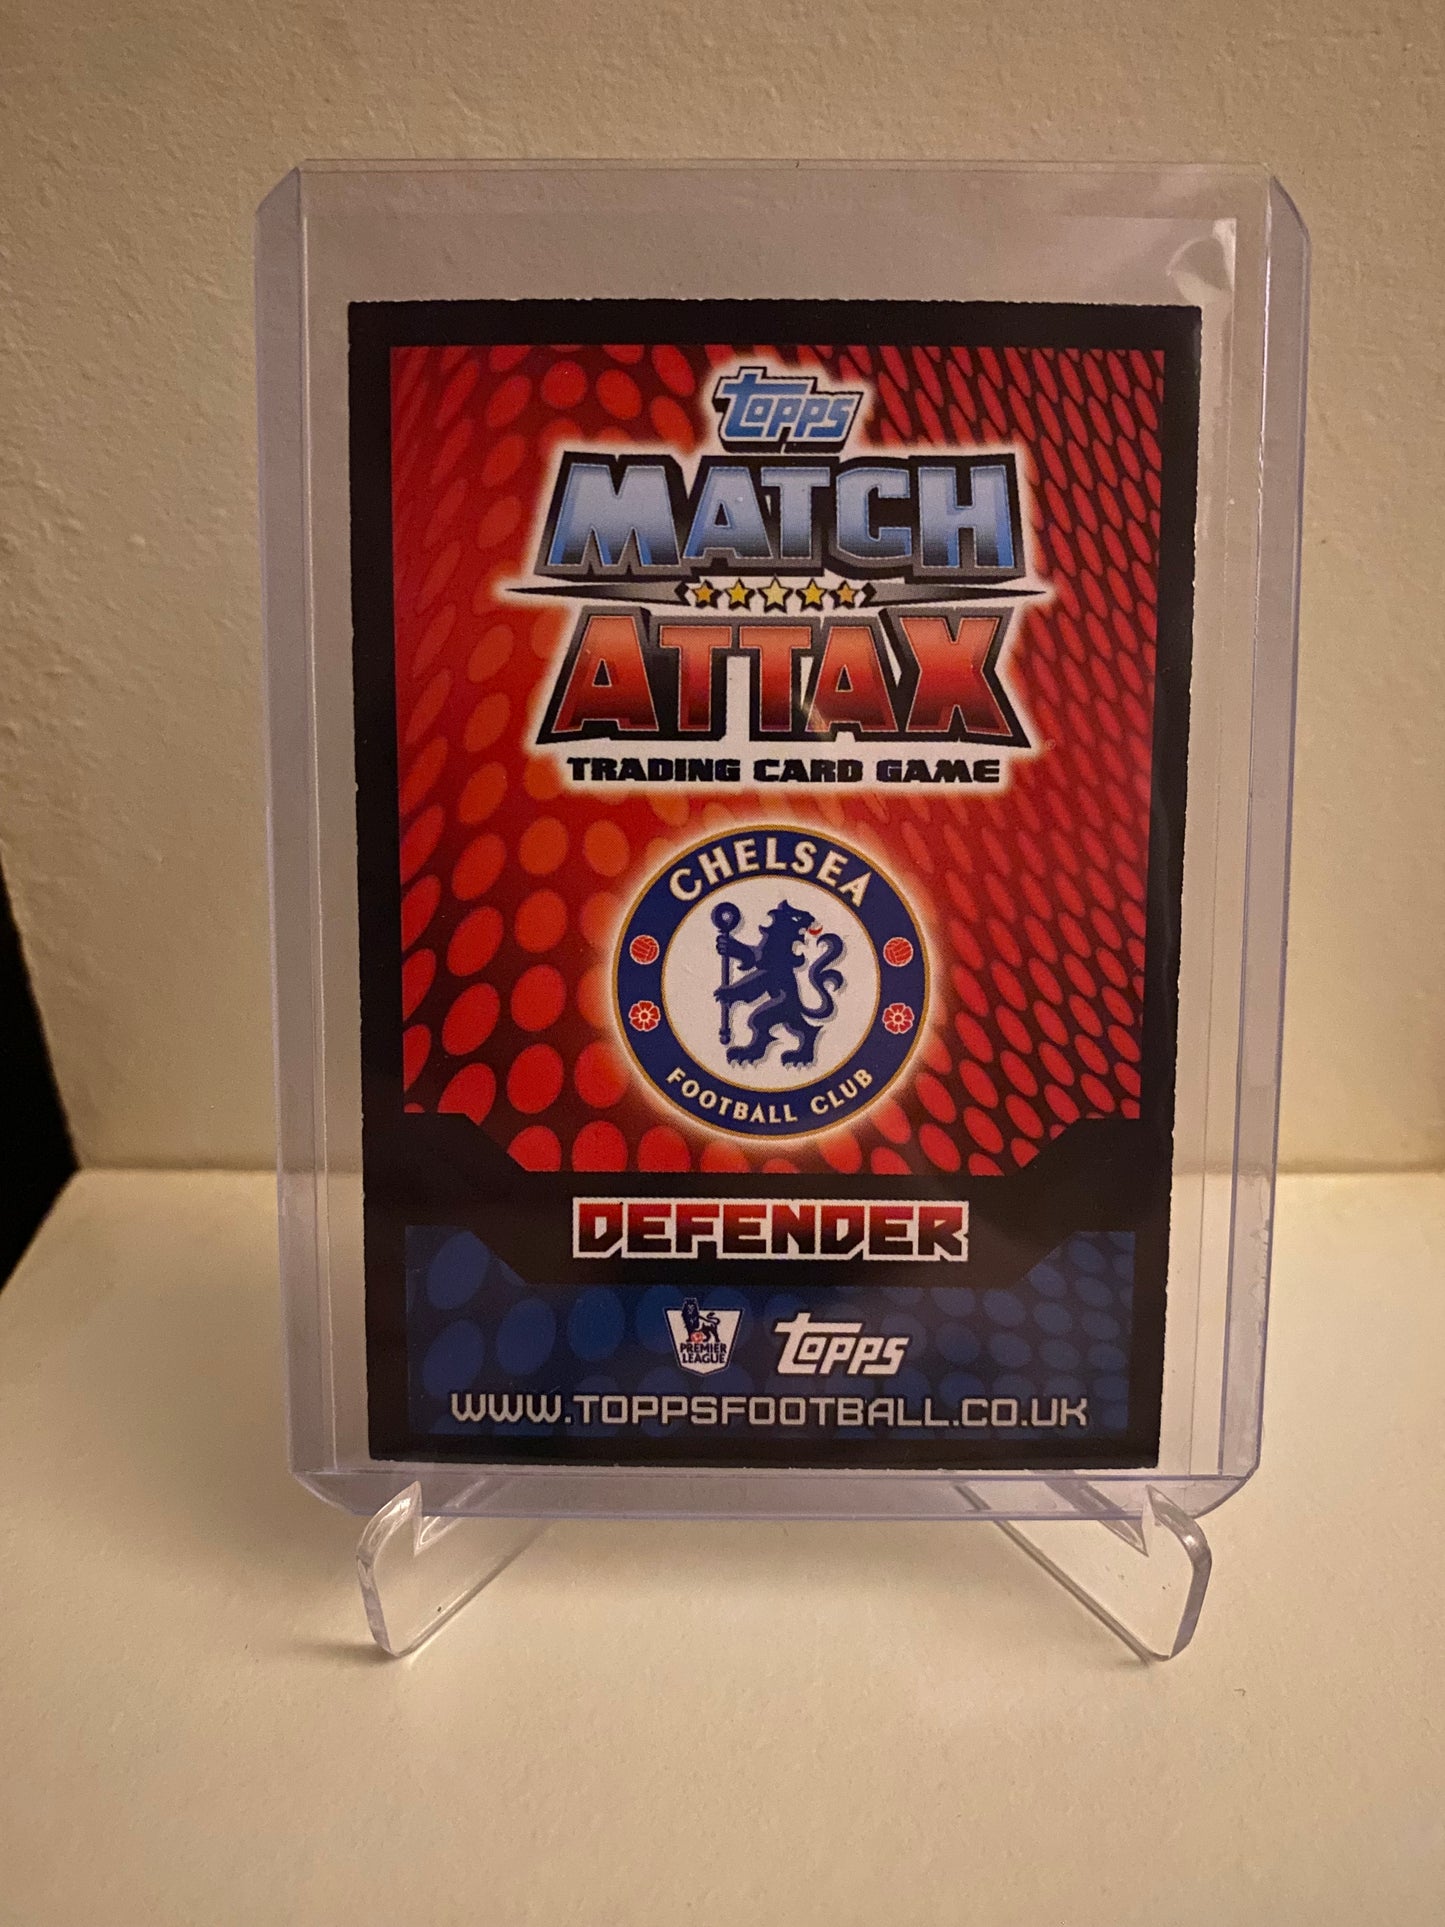 topps
MATCH
ATTAX
TRADING CARD GAME
CHELSEA
FOOTBALL CLUB
DEFENDER
PREMIER
LEAGUE
topps
WWW.TOPPSFOOTBALL.CO.UK